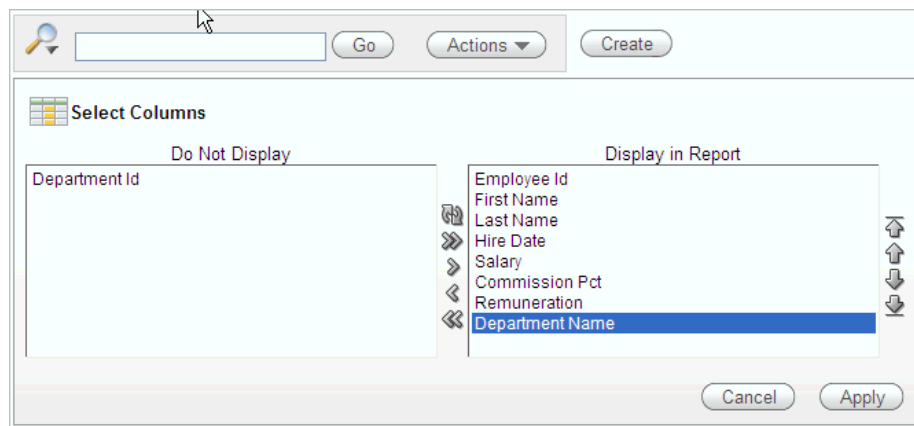 Go
Actions
Create
Select Columns
Do Not Display
Display in Report
Department Id
Employee Id
First Name
Last Name
Hire Date
Salary
Commission Pct
Remuneration
Department Name
Cancel
Apply